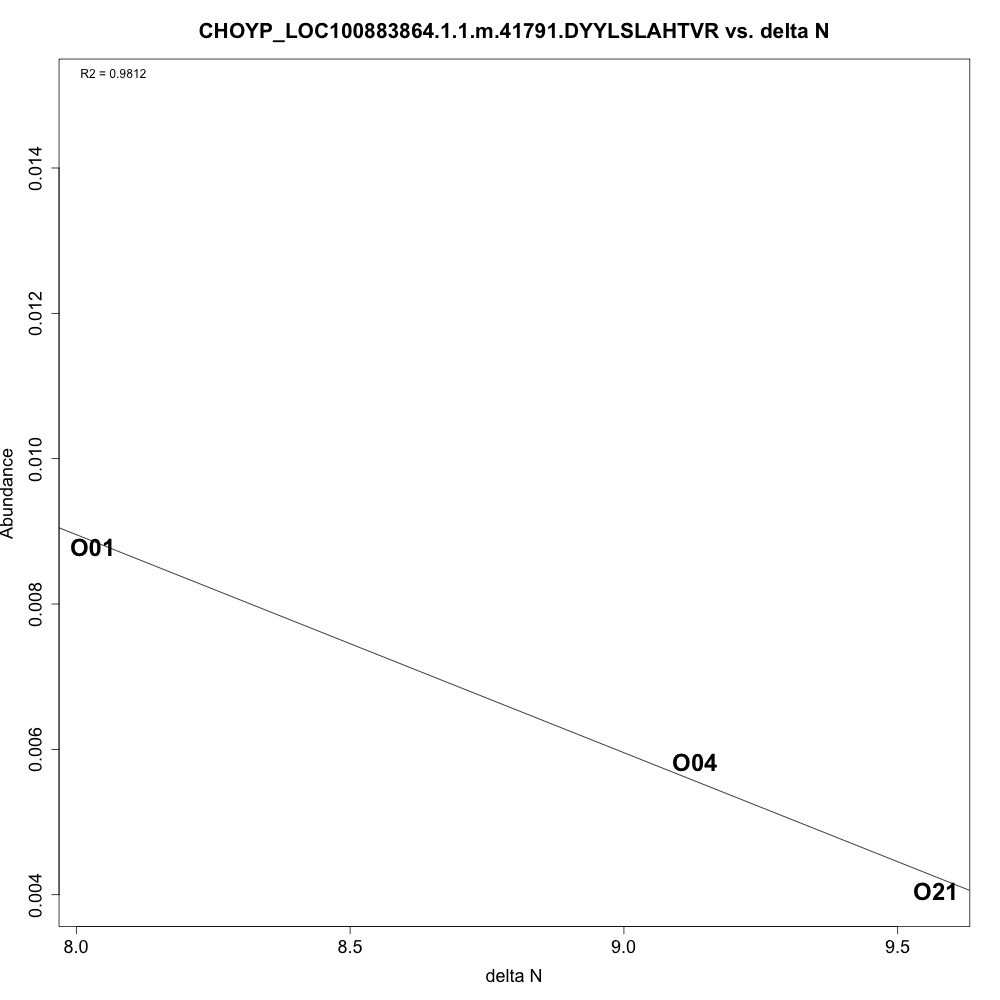 CHOYP_LOC100883864.1.1.m.41791.DYYLSLAHTVR vs. delta N
R2 = 0.9812
0.014
0.012
0.010
0.008
0.006
0.004
Abundance
O01
O04
O21
8.0
8.5
9.0
9.5
delta N